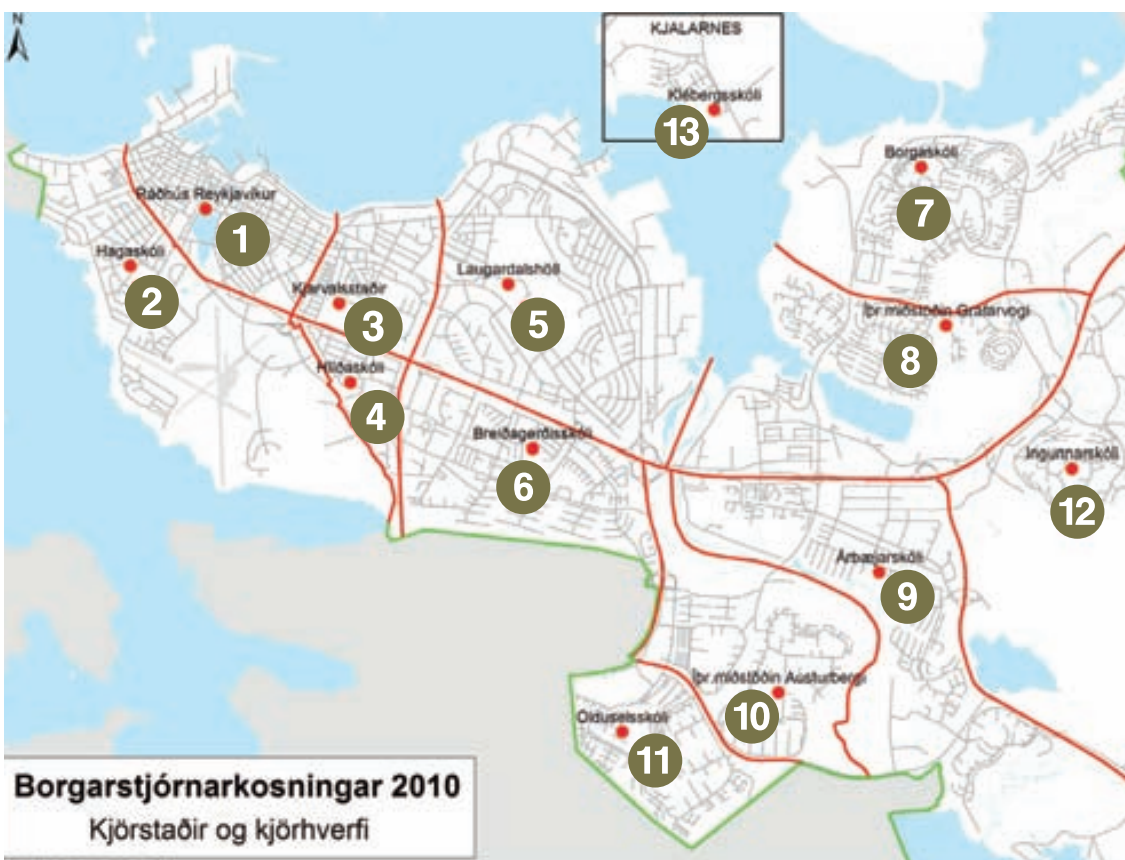 N
KJALARNES
Klébergsskóli
13
Borgaskóli
7
Ráðhús Reykjavíkur
1
Hagaskóli
2
Laugardalshöll
5
Kjarvalsstaðir
3
Íþr.miðstöðin Grafarvogi
8
Hlíðaskóli
4
Breiðagerðisskóli
6
Ingunnarskóli
12
Árbæjarskóli
9
Íþr.miðstöðin Austurbergi
10
Ölduselsskóli
11
Borgarstjórnarkosningar 2010
Kjörstaðir og kjörhverfi